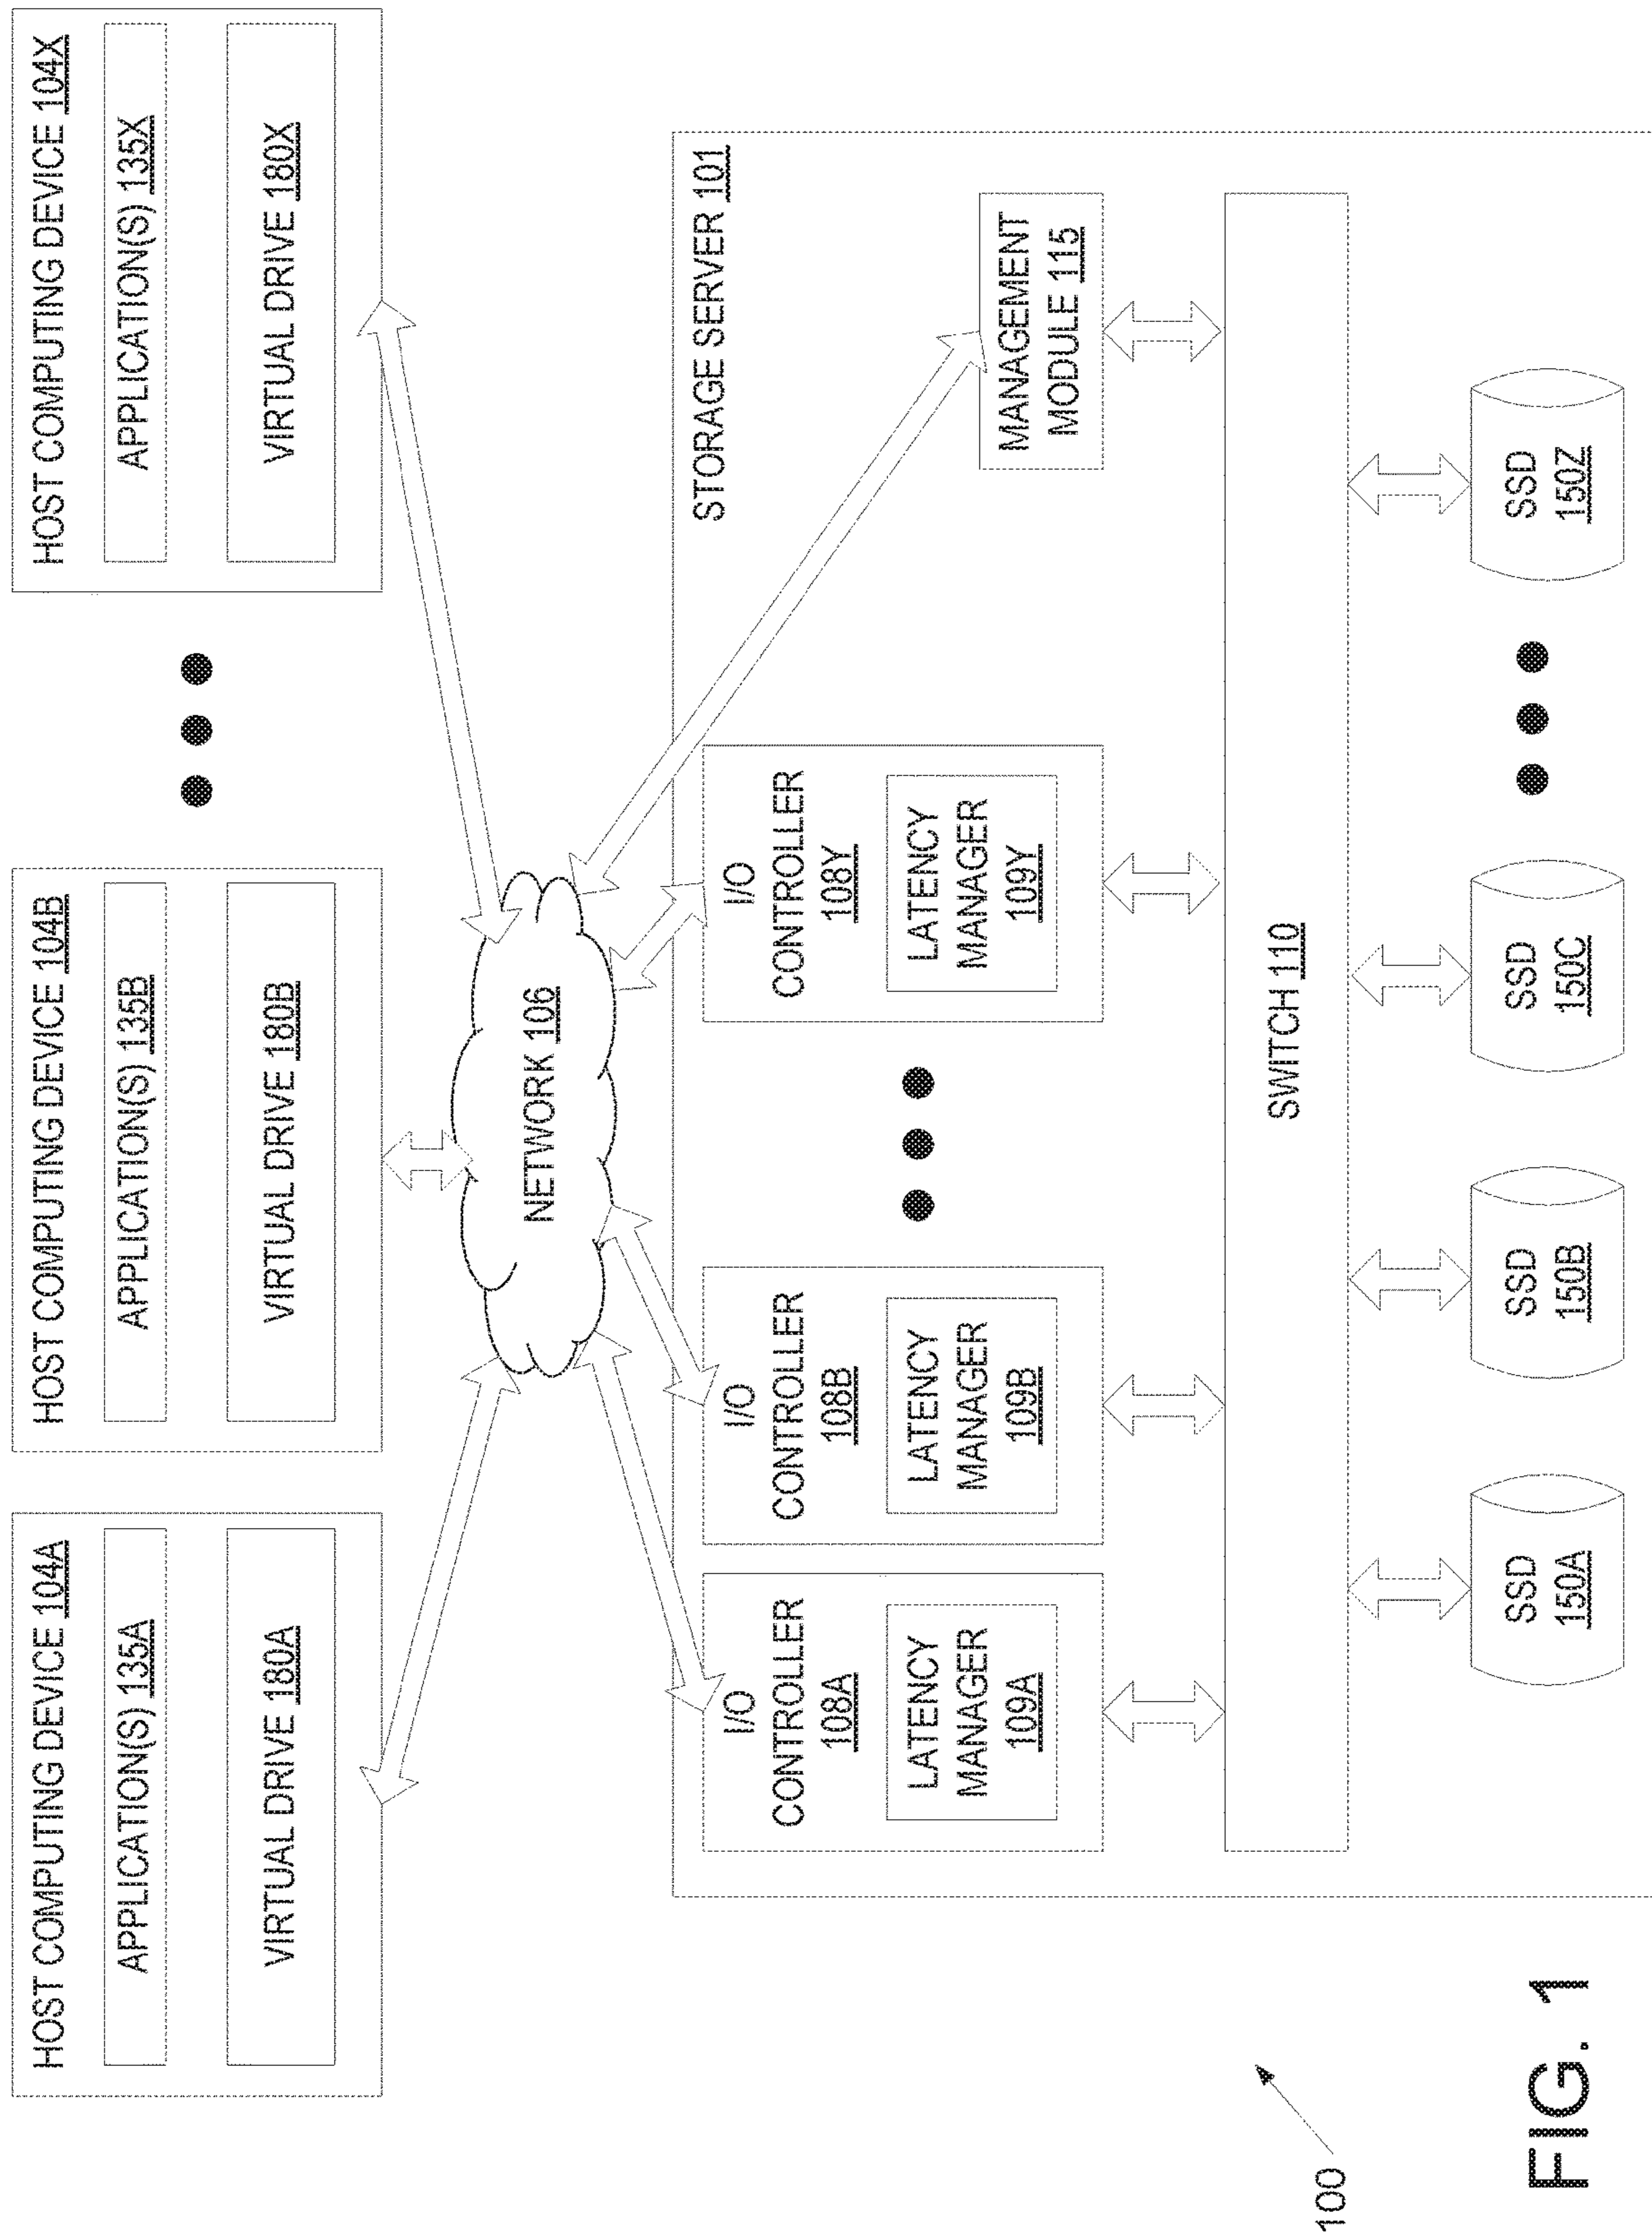 HOST COMPUTING DEVICE 104A
APPLICATION(S) 135A
VIRTUAL DRIVE 180A
HOST COMPUTING DEVICE 104B
APPLICATION(S) 135B
VIRTUAL DRIVE 180B
HOST COMPUTING DEVICE 104X
APPLICATION(S) 135X
VIRTUAL DRIVE 180X
NETWORK 106
STORAGE SERVER 101
I/O
CONTROLLER
108A
LATENCY
MANAGER
109A
I/O
CONTROLLER
108B
LATENCY
MANAGER
109B
I/O
CONTROLLER
108Y
LATENCY
MANAGER
109Y
MANAGEMENT
MODULE 115
SWITCH 110
SSD
150A
SSD
150B
SSD
150C
SSD
150Z
100
FIG. 1